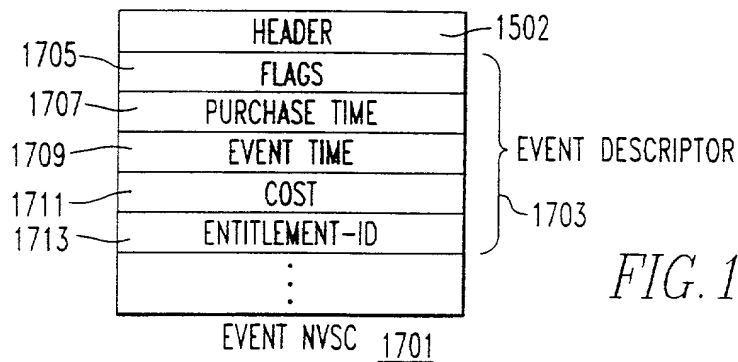 HEADER 1502
1705 FLAGS
1707 PURCHASE TIME
1709 EVENT TIME EVENT DESCRIPTOR
1711 COST 1703
1713 ENTITLEMENT-ID
FIG. 1
EVENT NVSC 1701